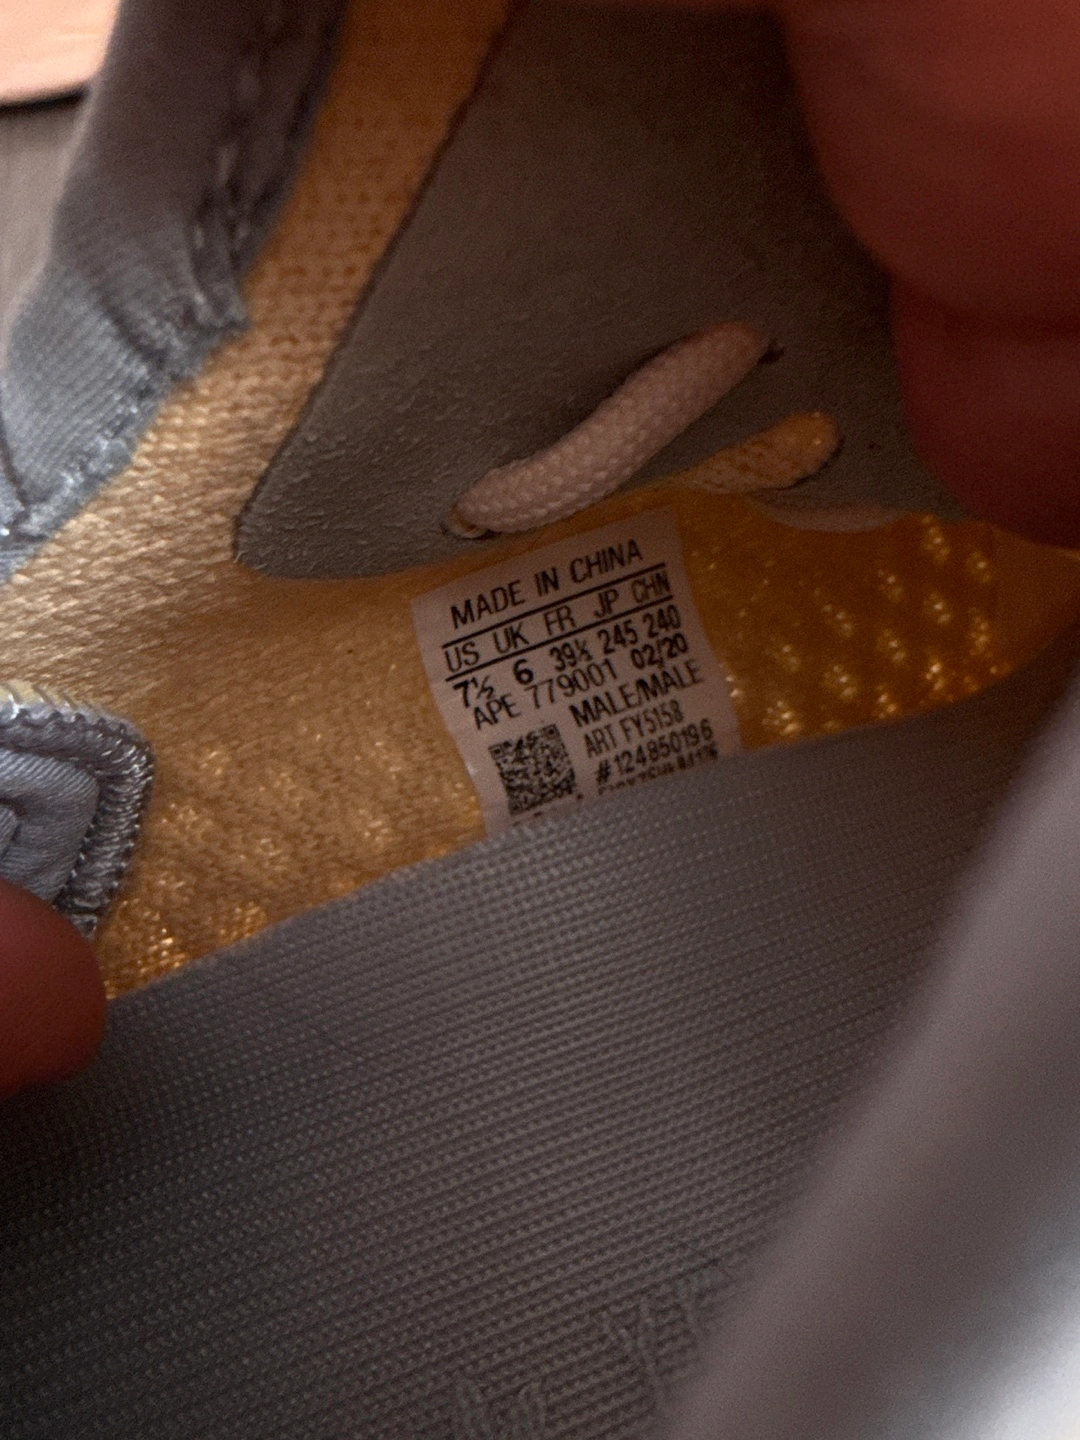 MADE IN CHINA
US UK FR JP CHN
7½ 6 39⅓ 245 240
APE 779001 02/20
MALE/MALE
ART FY5158
#124850196